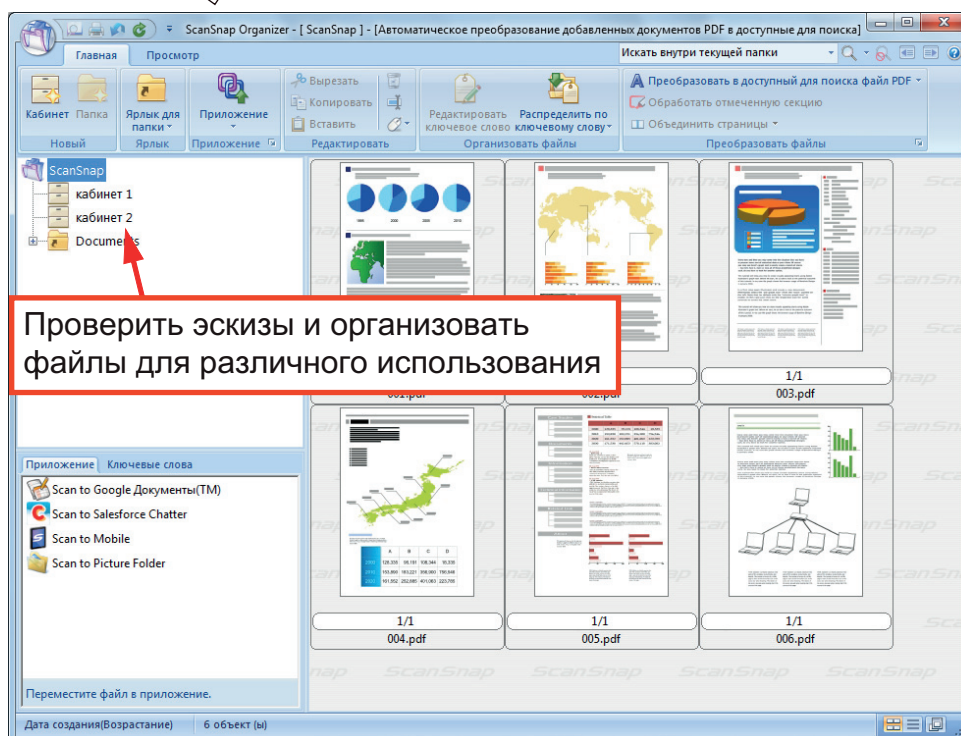 ScanSnap Organizer - [ ScanSnap ] - [Автоматическое преобразование добавленных документов PDF в доступные для поиска]
Главная Просмотр Искать внутри текущей папки
Кабинет Папка Ярлык для папки Приложение Вырезать Копировать Вставить Редактировать ключевое слово Распределить по ключевому слову Преобразовать в доступный для поиска файл PDF
Обработать отмеченную секцию
Объединить страницы
Новый Ярлык Приложение Редактировать Организовать файлы Преобразовать файлы
ScanSnap
кабинет 1
кабинет 2
Documents
Проверить эскизы и организовать
файлы для различного использования
1/1
001.pdf 002.pdf 003.pdf
Приложение Ключевые слова
Scan to Google Документы(TM)
Scan to Salesforce Chatter
Scan to Mobile
Scan to Picture Folder
1/1 1/1 1/1
004.pdf 005.pdf 006.pdf
Переместите файл в приложение.
Дата создания(Возрастание) 6 объект (ы)